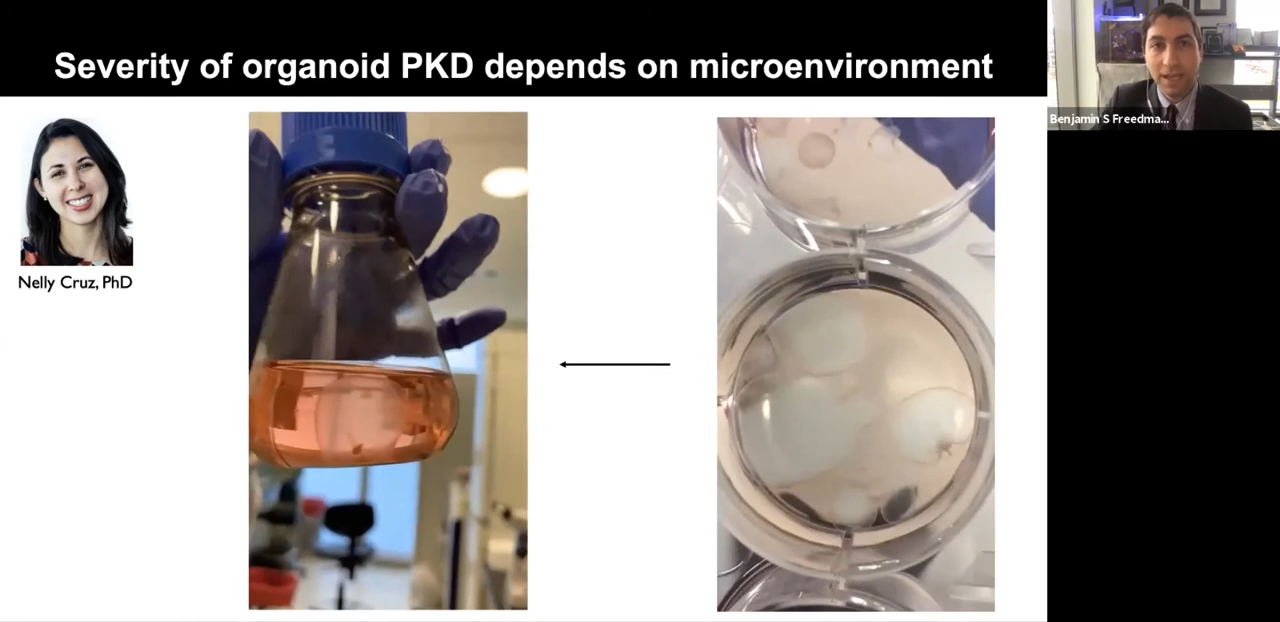 Severity of organoid PKD depends on microenvironment
Benjamin S Freedma...
Nelly Cruz, PhD